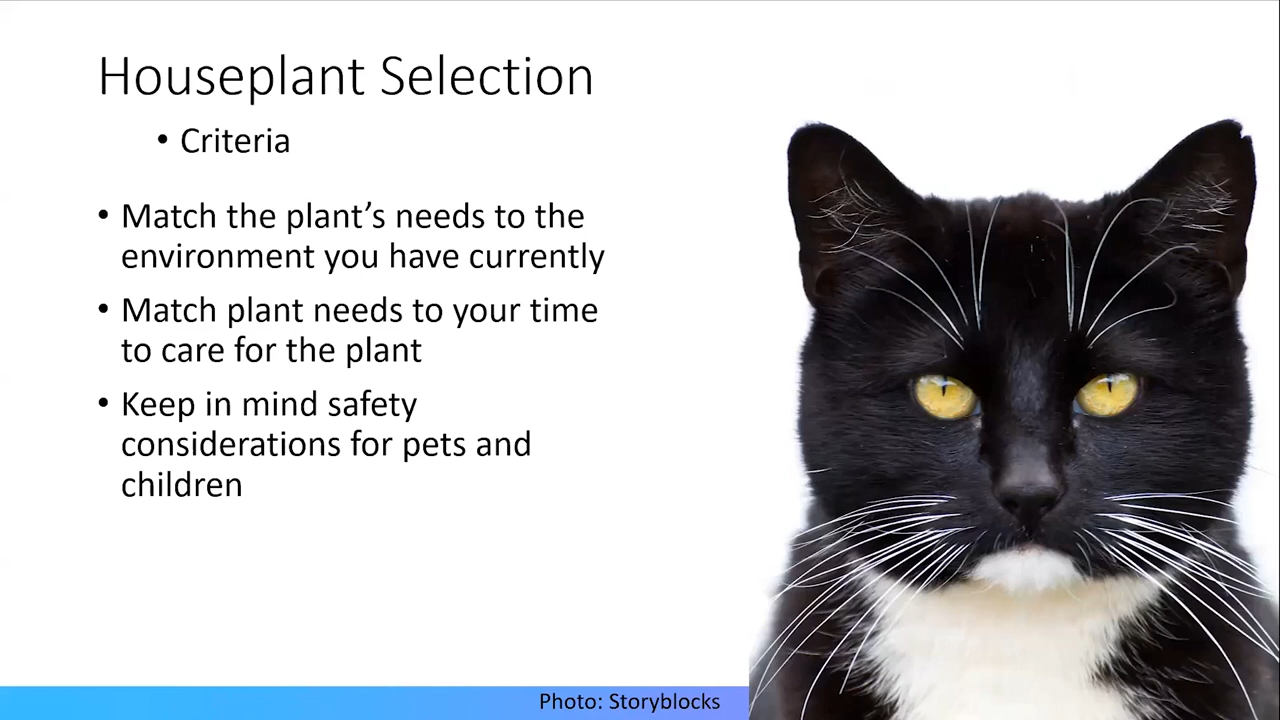 Houseplant Selection
• Criteria
• Match the plant’s needs to the
environment you have currently
• Match plant needs to your time
to care for the plant
• Keep in mind safety
considerations for pets and
children
Photo: Storyblocks